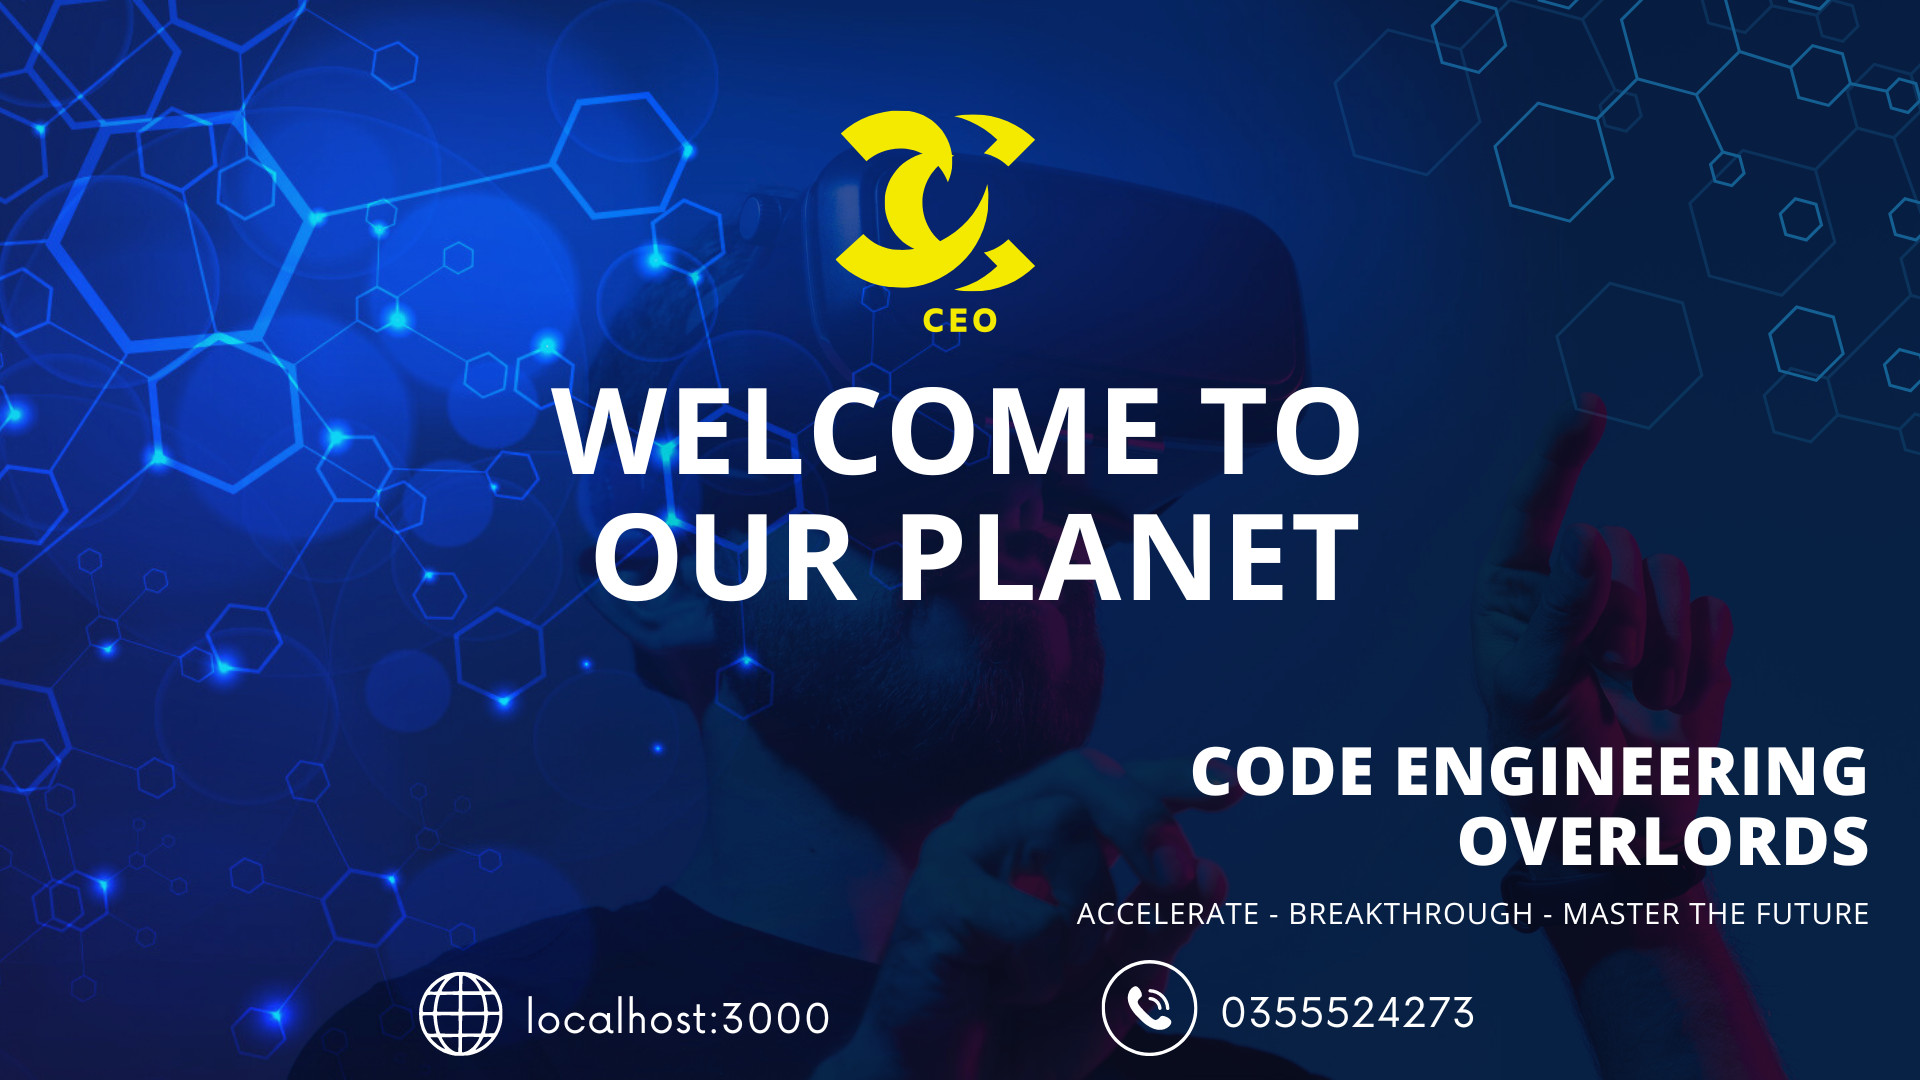 CEO
WELCOME TO
OUR PLANET
CODE ENGINEERING
OVERLORDS
ACCELERATE - BREAKTHROUGH - MASTER THE FUTURE
localhost:3000
0355524273